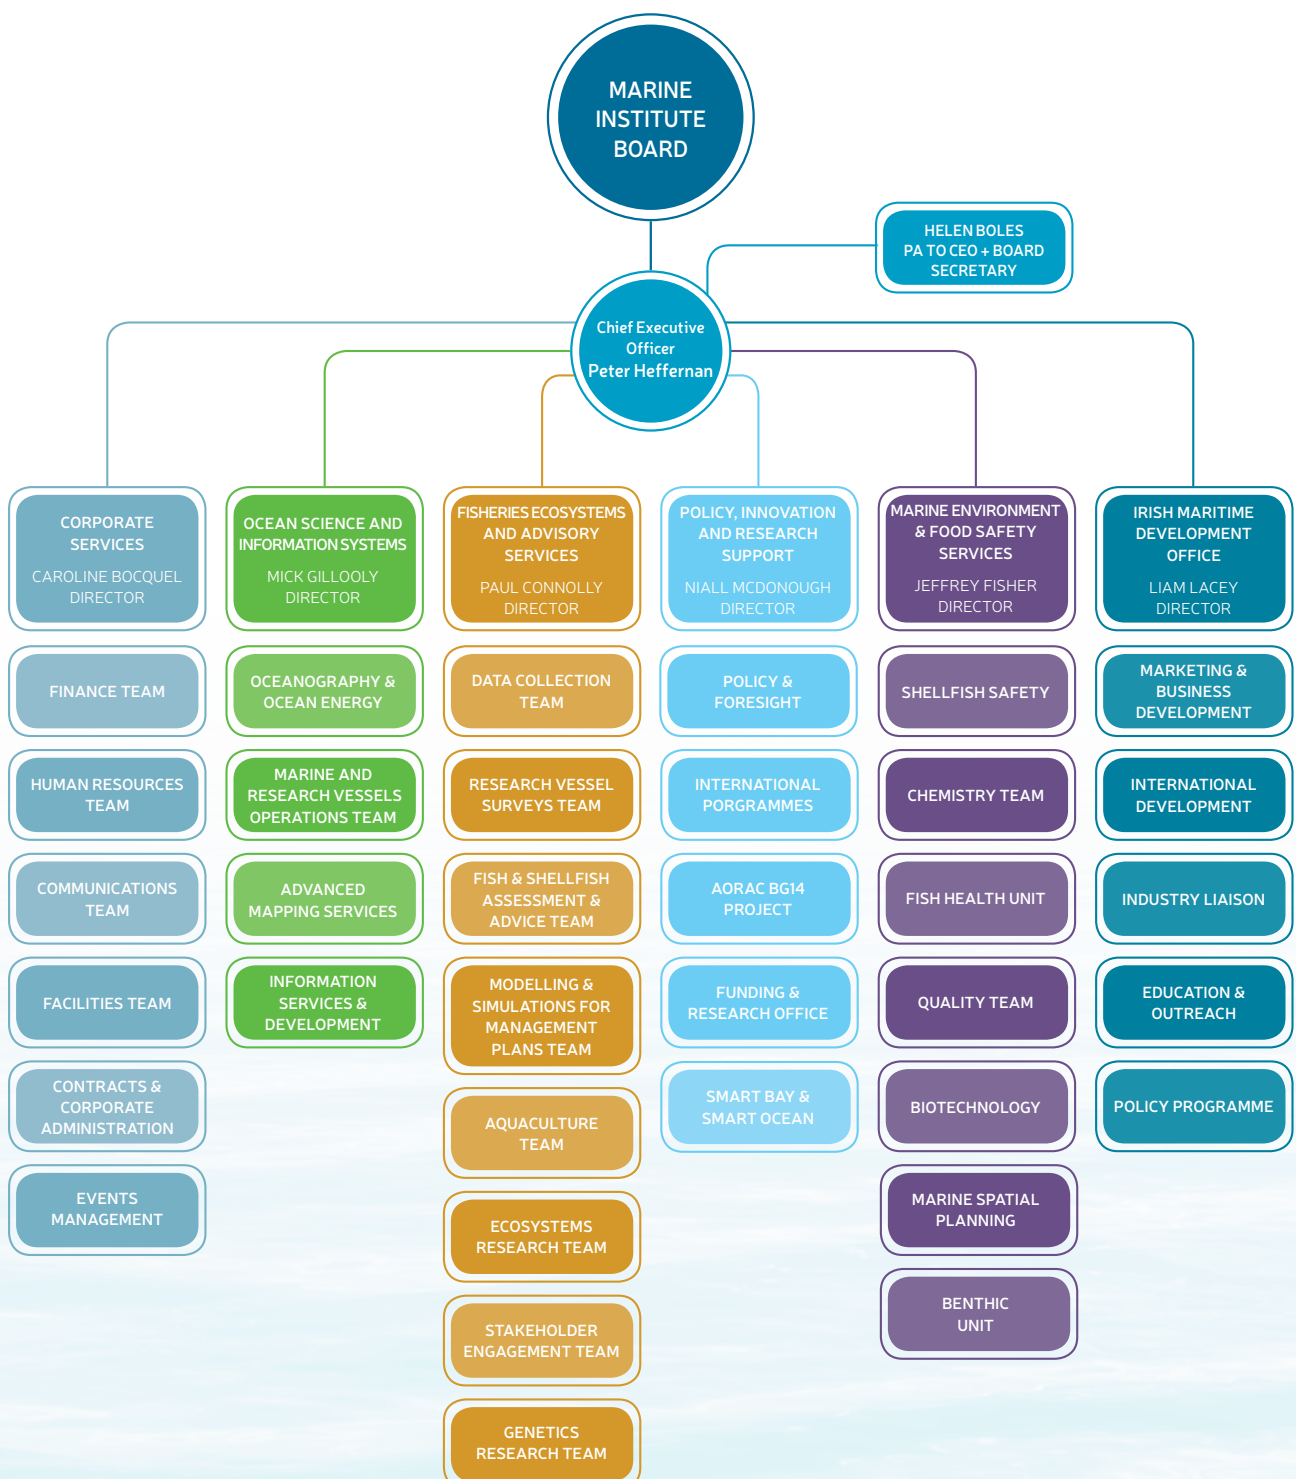 MARINE
INSTITUTE
BOARD
HELEN BOLES
PA TO CEO + BOARD
SECRETARY
Chief Executive
Officer
Peter Heffernan
CORPORATE
SERVICES
CAROLINE BOCQUEL
DIRECTOR
FINANCE TEAM
HUMAN RESOURCES
TEAM
COMMUNICATIONS
TEAM
FACILITIES TEAM
CONTRACTS &
CORPORATE
ADMINISTRATION
EVENTS
MANAGEMENT
OCEAN SCIENCE AND
INFORMATION SYSTEMS
MICK GILLOOLY
DIRECTOR
OCEANOGRAPHY &
OCEAN ENERGY
MARINE AND
RESEARCH VESSELS
OPERATIONS TEAM
ADVANCED
MAPPING SERVICES
INFORMATION
SERVICES &
DEVELOPMENT
FISHERIES ECOSYSTEMS
AND ADVISORY
SERVICES
PAUL CONNOLLY
DIRECTOR
DATA COLLECTION
TEAM
RESEARCH VESSEL
SURVEYS TEAM
FISH & SHELLFISH
ASSESSMENT &
ADVICE TEAM
MODELLING &
SIMULATIONS FOR
MANAGEMENT
PLANS TEAM
AQUACULTURE
TEAM
ECOSYSTEMS
RESEARCH TEAM
STAKEHOLDER
ENGAGEMENT TEAM
GENETICS
RESEARCH TEAM
POLICY, INNOVATION
AND RESEARCH
SUPPORT
NIALL MCDONOUGH
DIRECTOR
POLICY &
FORESIGHT
INTERNATIONAL
PORGRAMMES
AORAC BG14
PROJECT
FUNDING &
RESEARCH OFFICE
SMART BAY &
SMART OCEAN
MARINE ENVIRONMENT
& FOOD SAFETY
SERVICES
JEFFREY FISHER
DIRECTOR
SHELLFISH SAFETY
CHEMISTRY TEAM
FISH HEALTH UNIT
QUALITY TEAM
BIOTECHNOLOGY
MARINE SPATIAL
PLANNING
BENTHIC
UNIT
IRISH MARITIME
DEVELOPMENT
OFFICE
LIAM LACEY
DIRECTOR
MARKETING &
BUSINESS
DEVELOPMENT
INTERNATIONAL
DEVELOPMENT
INDUSTRY LIAISON
EDUCATION &
OUTREACH
POLICY PROGRAMME